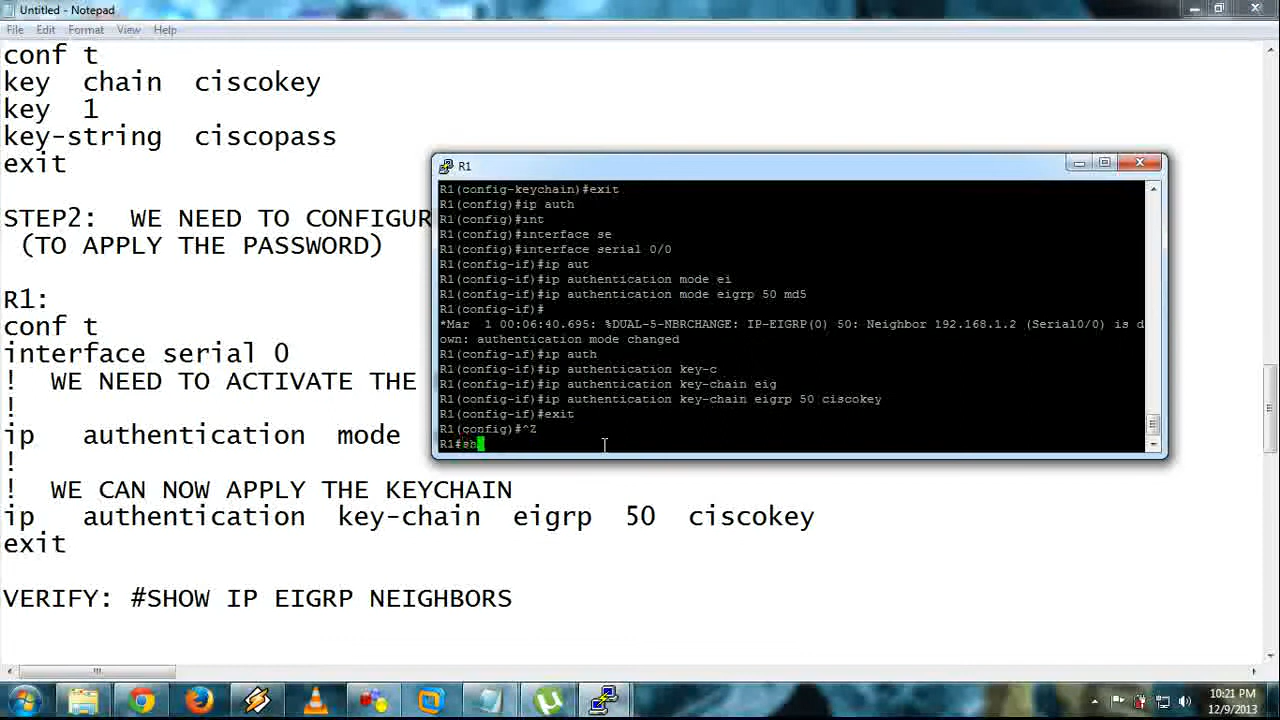 Untitled - Notepad
File Edit Format View Help
conf t
key chain ciscokey
key 1
key-string ciscopass
exit
STEP2: WE NEED TO CONFIGUR
(TO APPLY THE PASSWORD)
R1:
conf t
interface serial 0
! WE NEED TO ACTIVATE THE
!
ip authentication mode
!
! WE CAN NOW APPLY THE KEYCHAIN
ip authentication key-chain eigrp 50 ciscokey
exit
VERIFY: #SHOW IP EIGRP NEIGHBORS
R1
R1(config-keychain)#exit
R1(config)#ip auth
R1(config)#int
R1(config)#interface se
R1(config)#interface serial 0/0
R1(config-if)#ip aut
R1(config-if)#ip authentication mode ei
R1(config-if)#ip authentication mode eigrp 50 md5
R1(config-if)#
*Mar 1 00:06:40.695: %DUAL-5-NBRCHANGE: IP-EIGRP(0) 50: Neighbor 192.168.1.2 (Serial0/0) is d
own: authentication mode changed
R1(config-if)#ip auth
R1(config-if)#ip authentication key-c
R1(config-if)#ip authentication key-chain eig
R1(config-if)#ip authentication key-chain eigrp 50 ciscokey
R1(config-if)#exit
R1(config)#^Z
R1#sh
10:21 PM
12/9/2013